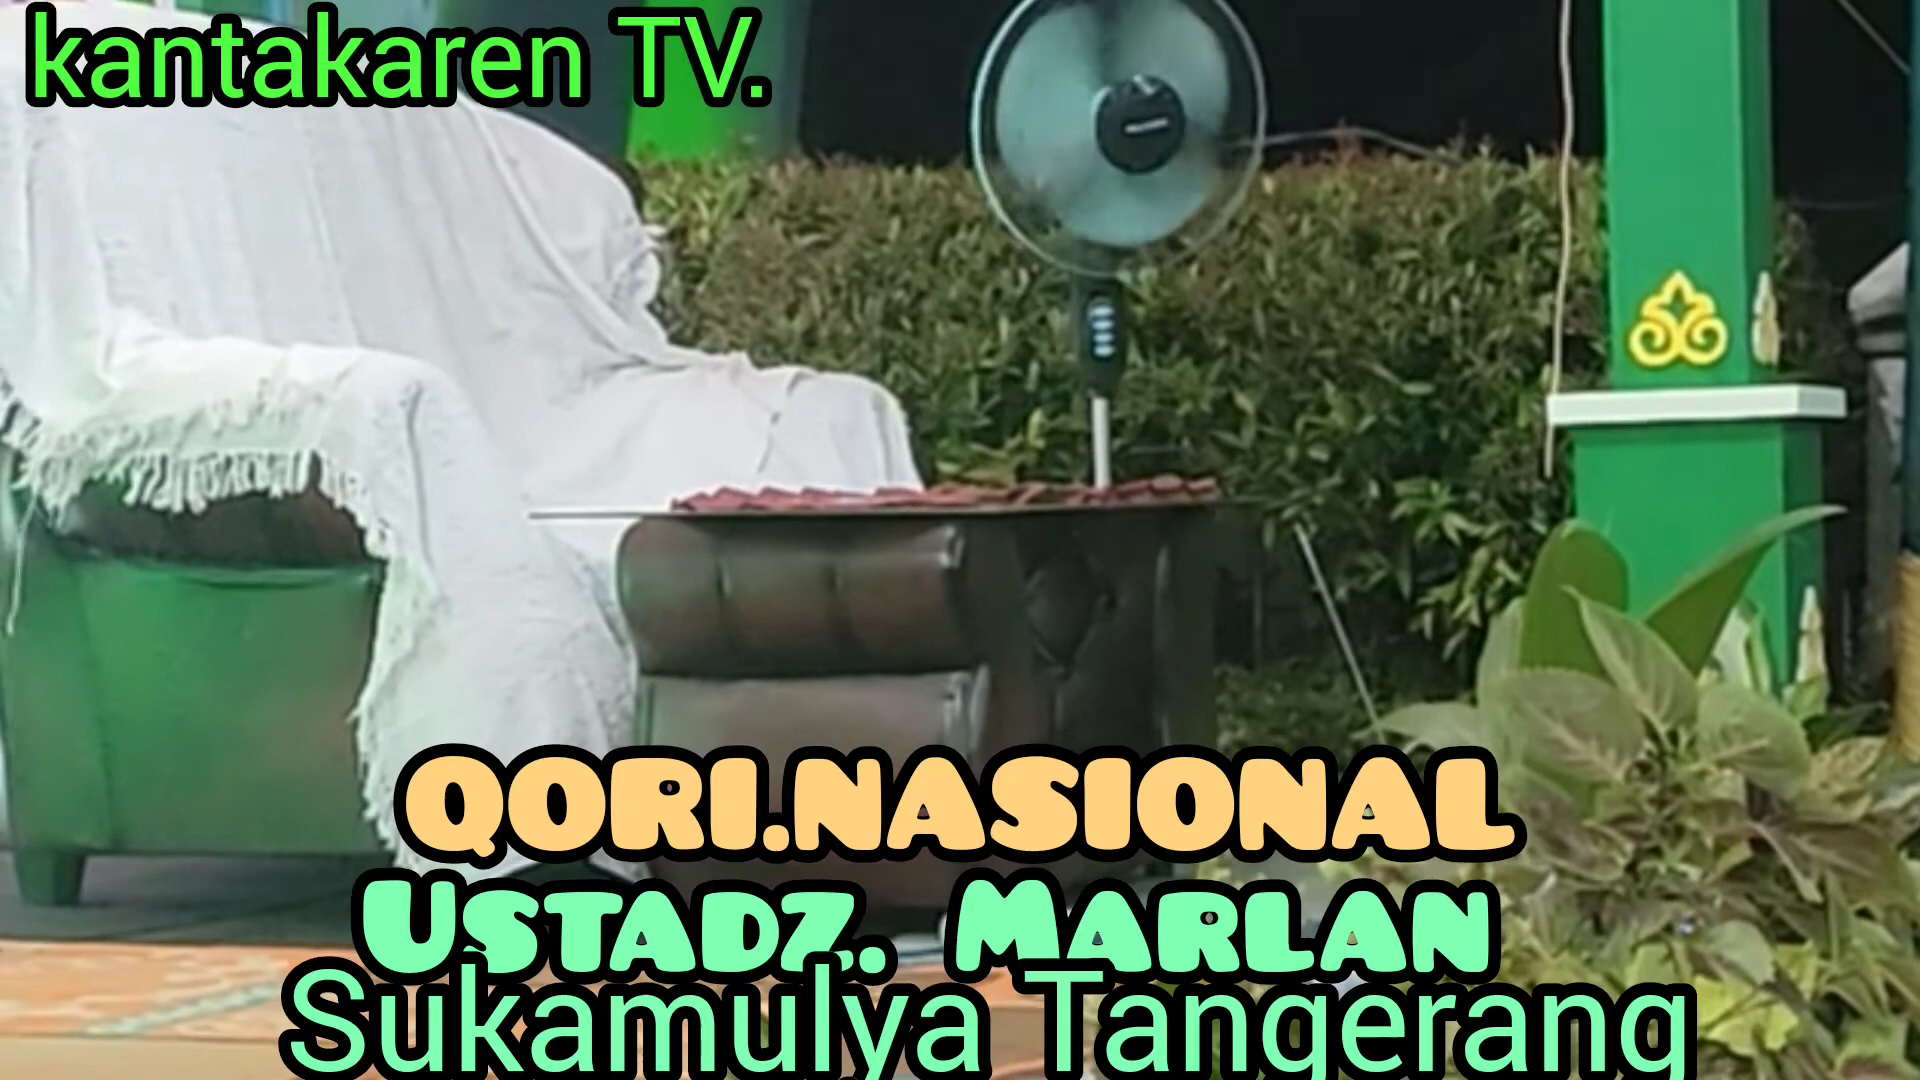 kantakaren TV.
QORI.NASIONAL
USTADZ. MARLAN
Sukamulya Tangerang